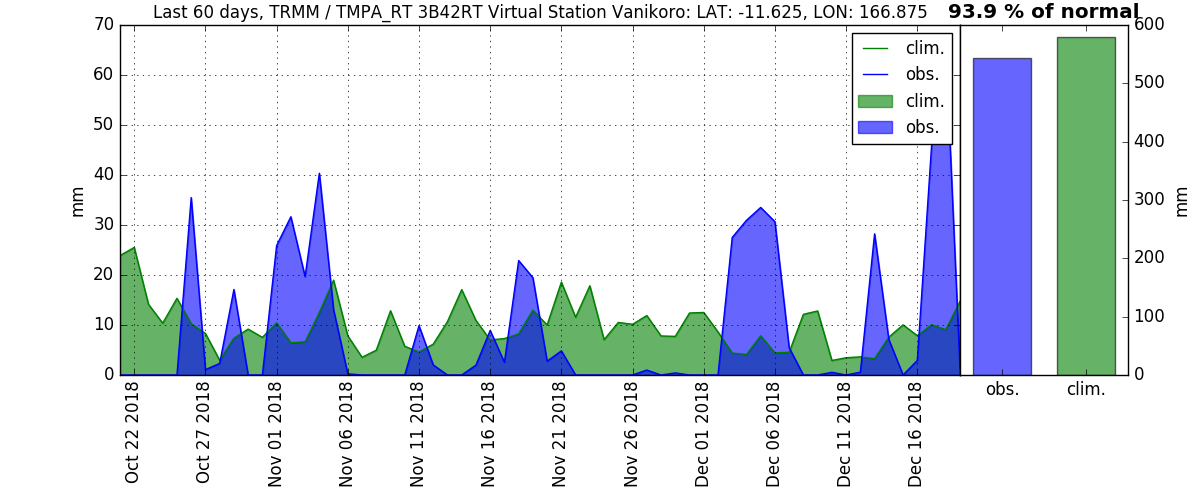 Last 60 days, TRMM / TMPA_RT 3B42RT Virtual Station Vanikoro: LAT: -11.625, LON: 166.875
93.9 % of normal
70
60
50
40
30
20
10
0
mm
clim.
obs.
clim.
obs.
Oct 22 2018
Oct 27 2018
Nov 01 2018
Nov 06 2018
Nov 11 2018
Nov 16 2018
Nov 21 2018
Nov 26 2018
Dec 01 2018
Dec 06 2018
Dec 11 2018
Dec 16 2018
600
500
400
300
200
100
0
mm
obs.
clim.